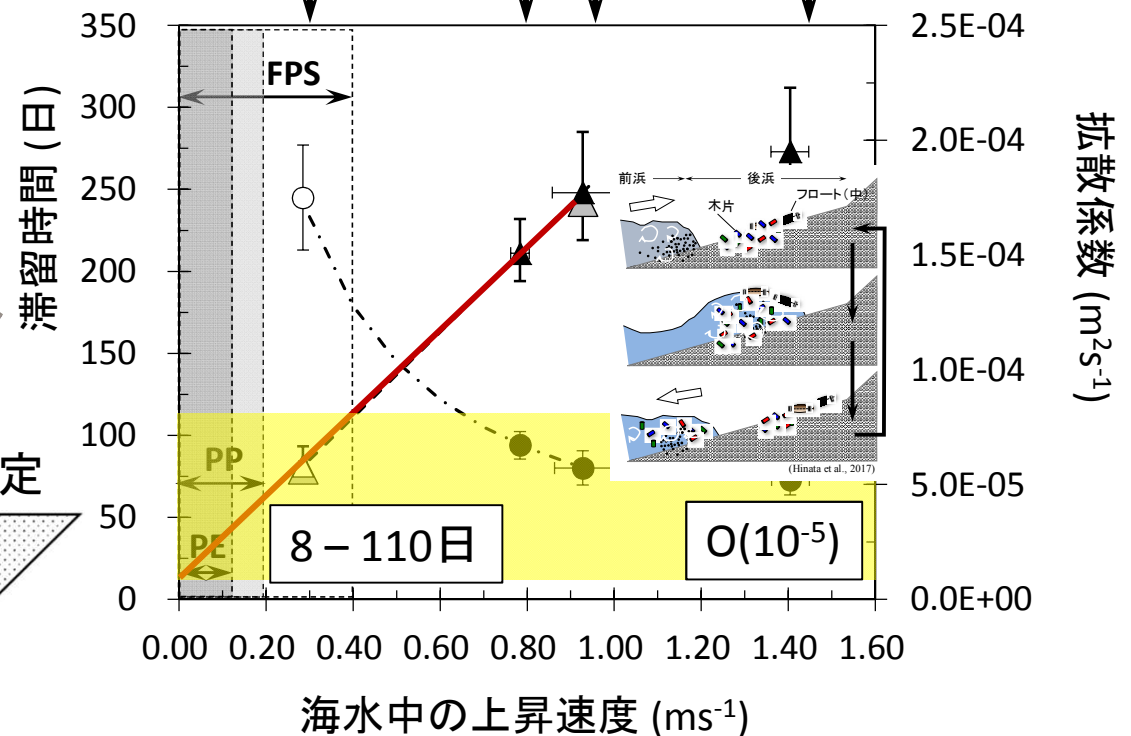 350
300
250
200
150
100
50
0
滞留時間 (日)
2.5E-04
2.0E-04
1.5E-04
1.0E-04
5.0E-05
0.0E+00
拡散係数 (m²s⁻¹)
FPS
PP
PE
前浜
後浜
フロート(中)
木片
(Hinata et al., 2017)
定
8 – 110日
O(10⁻⁵)
0.00 0.20 0.40 0.60 0.80 1.00 1.20 1.40 1.60
海水中の上昇速度 (ms⁻¹)